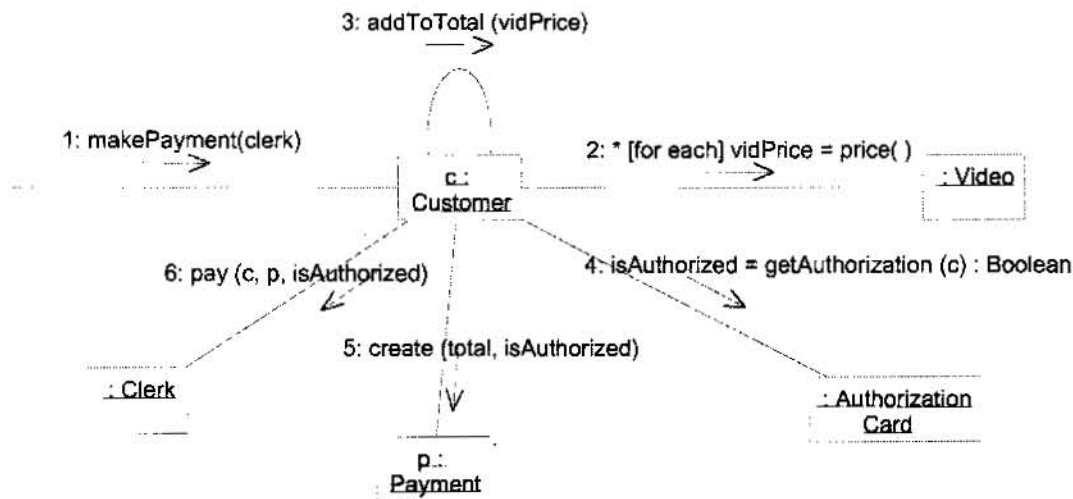 3: addToTotal (vidPrice)
1: makePayment(clerk)
2: * [for each] vidPrice = price( )
c :
Customer
: Video
6: pay (c, p, isAuthorized)
4: isAuthorized = getAuthorization (c) : Boolean
5: create (total, isAuthorized)
: Clerk
: Authorization
Card
p :
: Payment